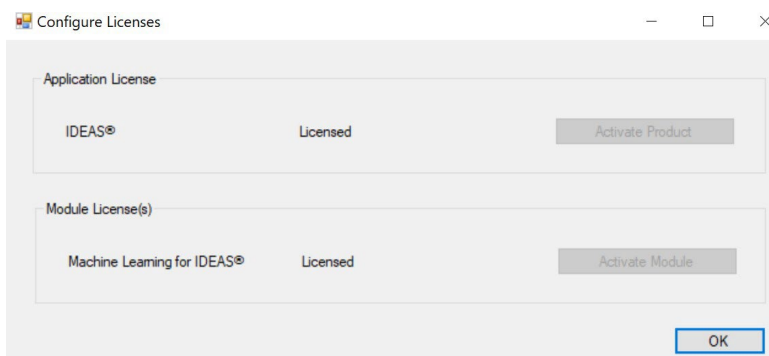 Configure Licenses
Application License
IDEAS® Licensed Activate Product
Module License(s)
Machine Learning for IDEAS® Licensed Activate Module
OK